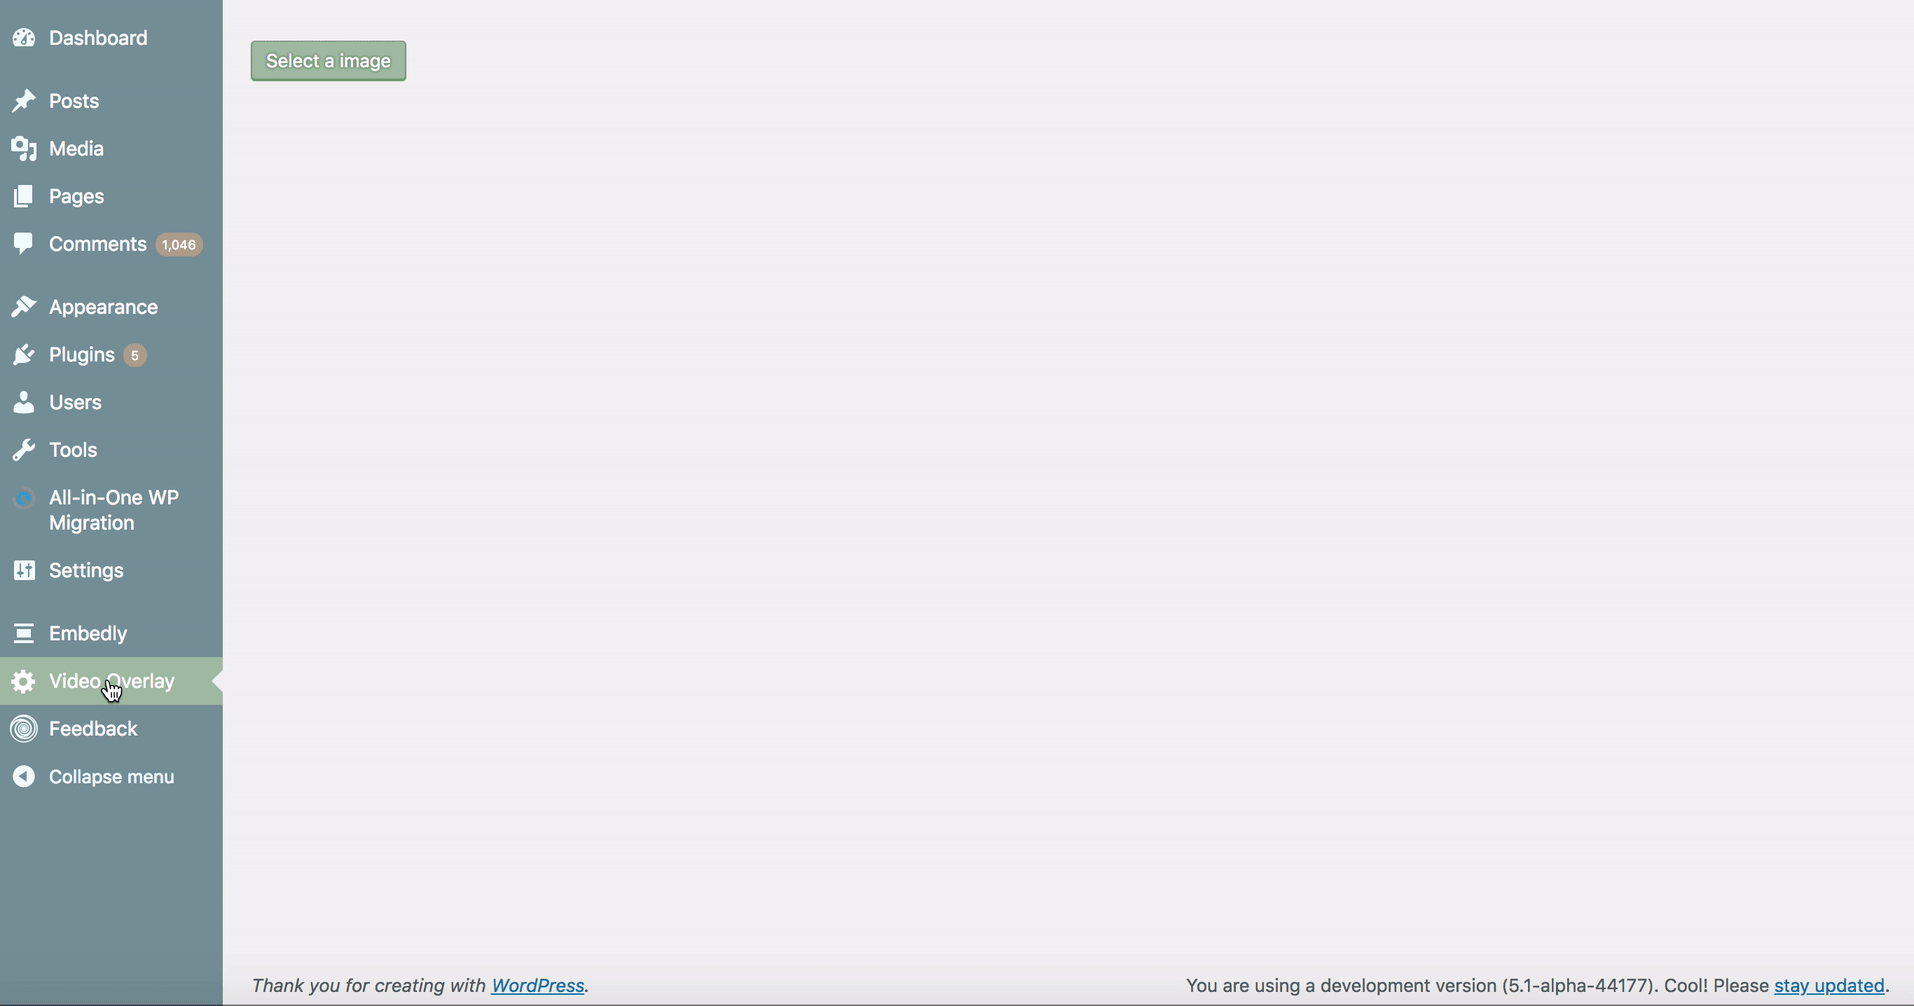 Dashboard
Posts
Media
Pages
Comments 1,046
Appearance
Plugins 5
Users
Tools
All-in-One WP
Migration
Settings
Embedly
Video Overlay
Feedback
Collapse menu
Select a image
Thank you for creating with WordPress.
You are using a development version (5.1-alpha-44177). Cool! Please stay updated.